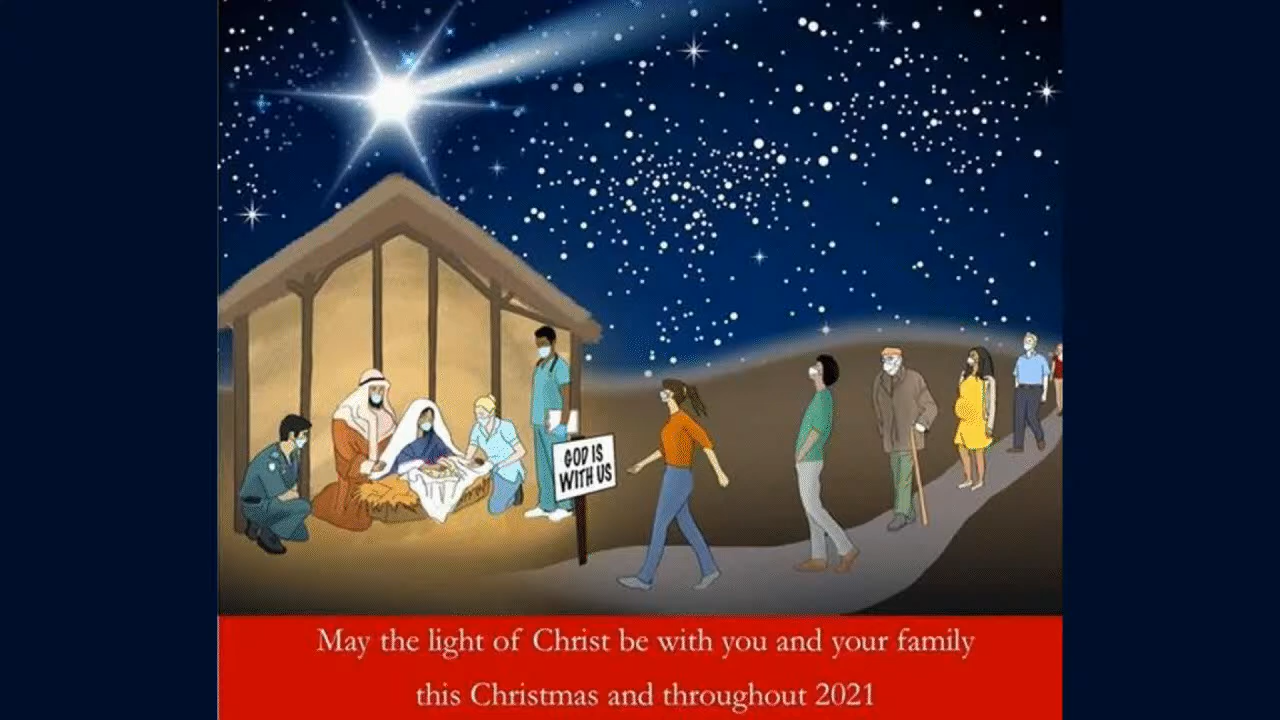 GOD IS
WITH US
May the light of Christ be with you and your family
this Christmas and throughout 2021